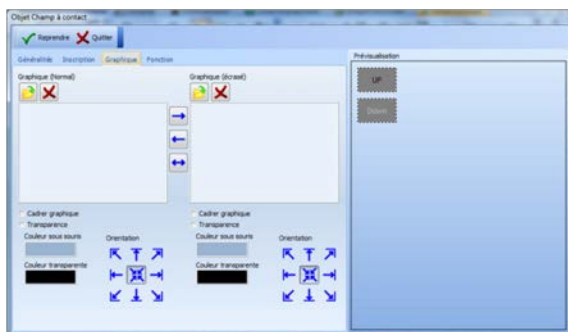 Objet Champ à contact
Reprendre Quitter
Généralités Inscription Graphique Fonction
Graphique (Normal)
Graphique (écrasé)
Cadrer graphique
Transparence
Couleur sous souris
Orientation
Couleur transparente
Cadrer graphique
Transparence
Couleur sous souris
Orientation
Couleur transparente
Prévisualisation
UP
Down